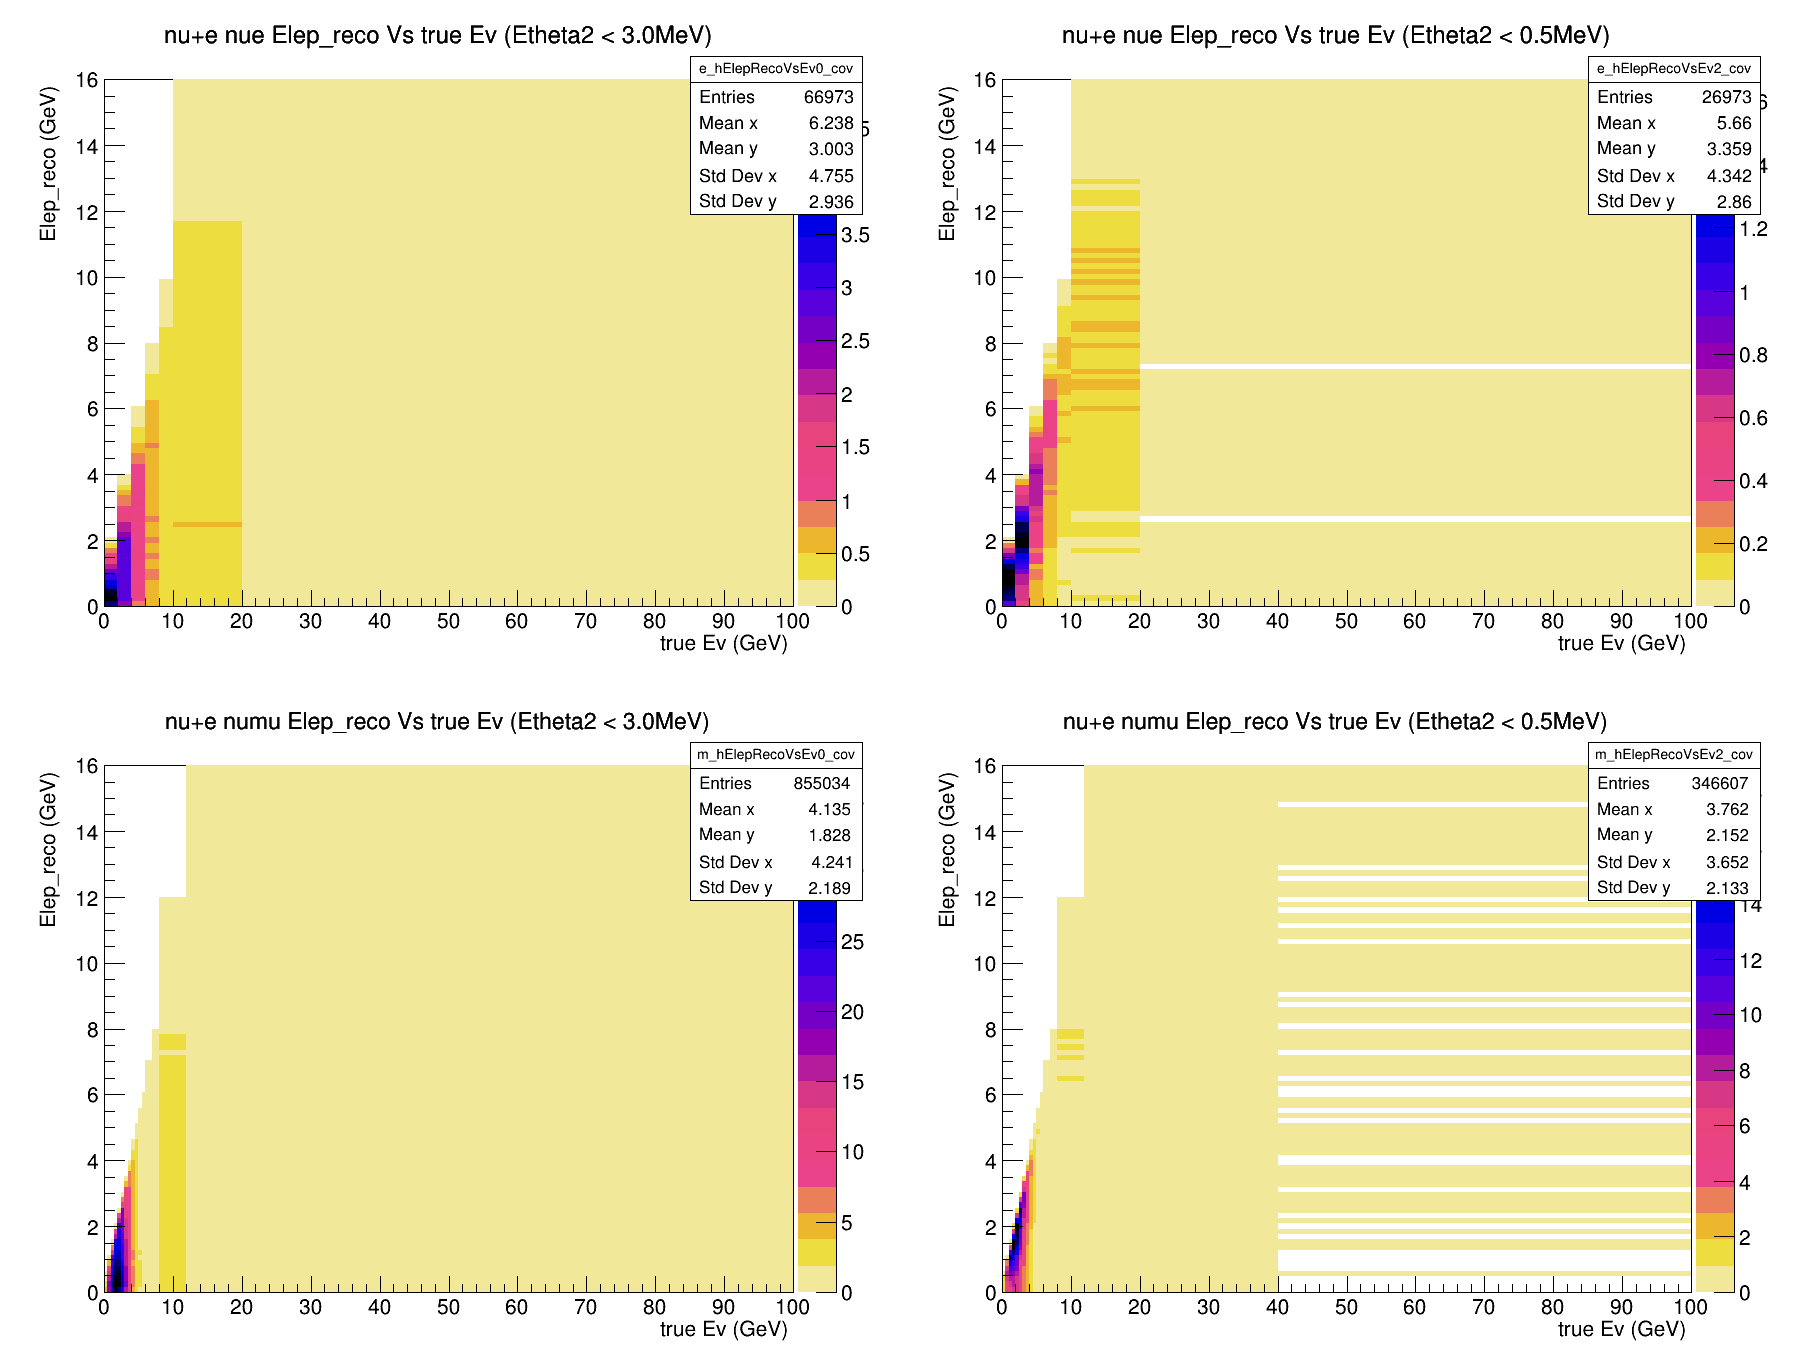 nu+e nue Elep_reco Vs true Ev (Etheta2 < 3.0MeV)
e_hElepRecoVsEv0_cov
Entries 66973
Mean x 6.238
Mean y 3.003
Std Dev x 4.755
Std Dev y 2.936
Elep_reco (GeV)
16
14
12
10
8
6
4
2
0
0 10 20 30 40 50 60 70 80 90 100
true Ev (GeV)
3.5
3
2.5
2
1.5
1
0.5
0
nu+e nue Elep_reco Vs true Ev (Etheta2 < 0.5MeV)
e_hElepRecoVsEv2_cov
Entries 26973
Mean x 5.66
Mean y 3.359
Std Dev x 4.342
Std Dev y 2.86
Elep_reco (GeV)
16
14
12
10
8
6
4
2
0
0 10 20 30 40 50 60 70 80 90 100
true Ev (GeV)
1.2
1
0.8
0.6
0.4
0.2
0
nu+e numu Elep_reco Vs true Ev (Etheta2 < 3.0MeV)
m_hElepRecoVsEv0_cov
Entries 855034
Mean x 4.135
Mean y 1.828
Std Dev x 4.241
Std Dev y 2.189
Elep_reco (GeV)
16
14
12
10
8
6
4
2
0
0 10 20 30 40 50 60 70 80 90 100
true Ev (GeV)
25
20
15
10
5
0
nu+e numu Elep_reco Vs true Ev (Etheta2 < 0.5MeV)
m_hElepRecoVsEv2_cov
Entries 346607
Mean x 3.762
Mean y 2.152
Std Dev x 3.652
Std Dev y 2.133
Elep_reco (GeV)
16
14
12
10
8
6
4
2
0
0 10 20 30 40 50 60 70 80 90 100
true Ev (GeV)
14
12
10
8
6
4
2
0